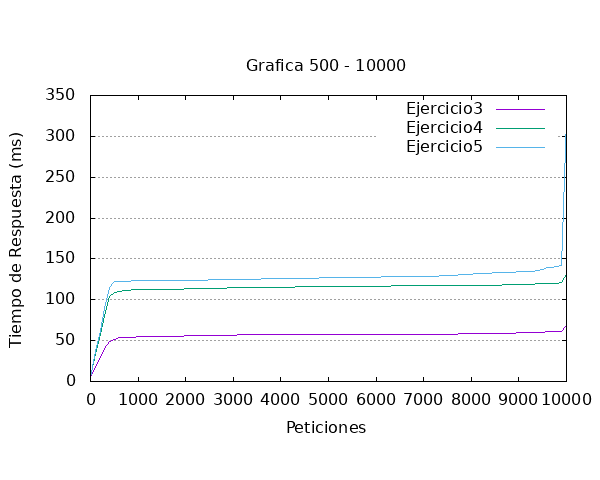 Grafica 500 - 10000
350
300
250
200
150
100
50
0
Tiempo de Respuesta (ms)
Ejercicio3
Ejercicio4
Ejercicio5
0 1000 2000 3000 4000 5000 6000 7000 8000 9000 10000
Peticiones